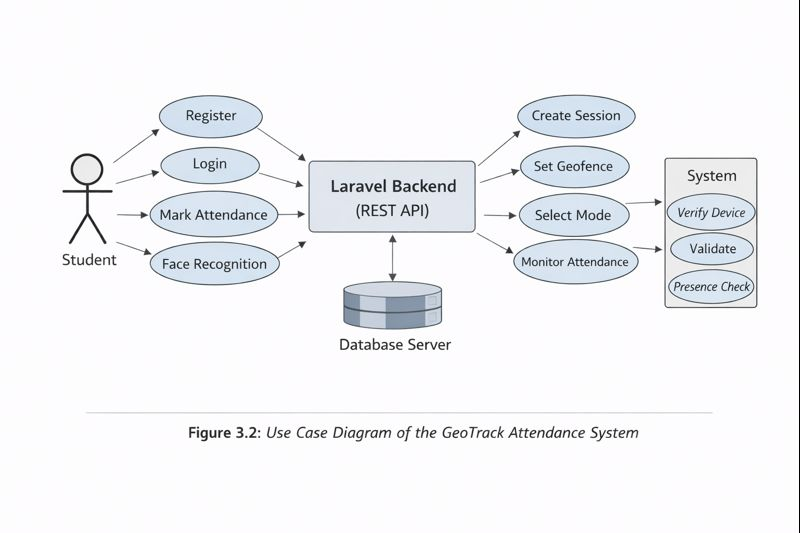 Register
Login
Mark Attendance
Face Recognition
Student
Laravel Backend
(REST API)
Database Server
Create Session
Set Geofence
Select Mode
Monitor Attendance
System
Verify Device
Validate
Presence Check
Figure 3.2: Use Case Diagram of the GeoTrack Attendance System